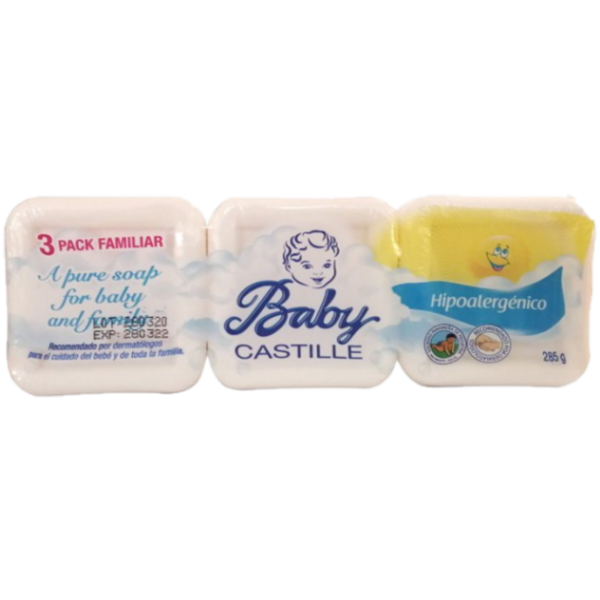 3 PACK FAMILIAR
A pure soap
for baby
and family
LOT: 280320
EXP: 280322
Recomendado por dermatólogos
para el cuidado del bebé y de toda la familia.
Baby
CASTILLE
Hipoalergénico
285 g